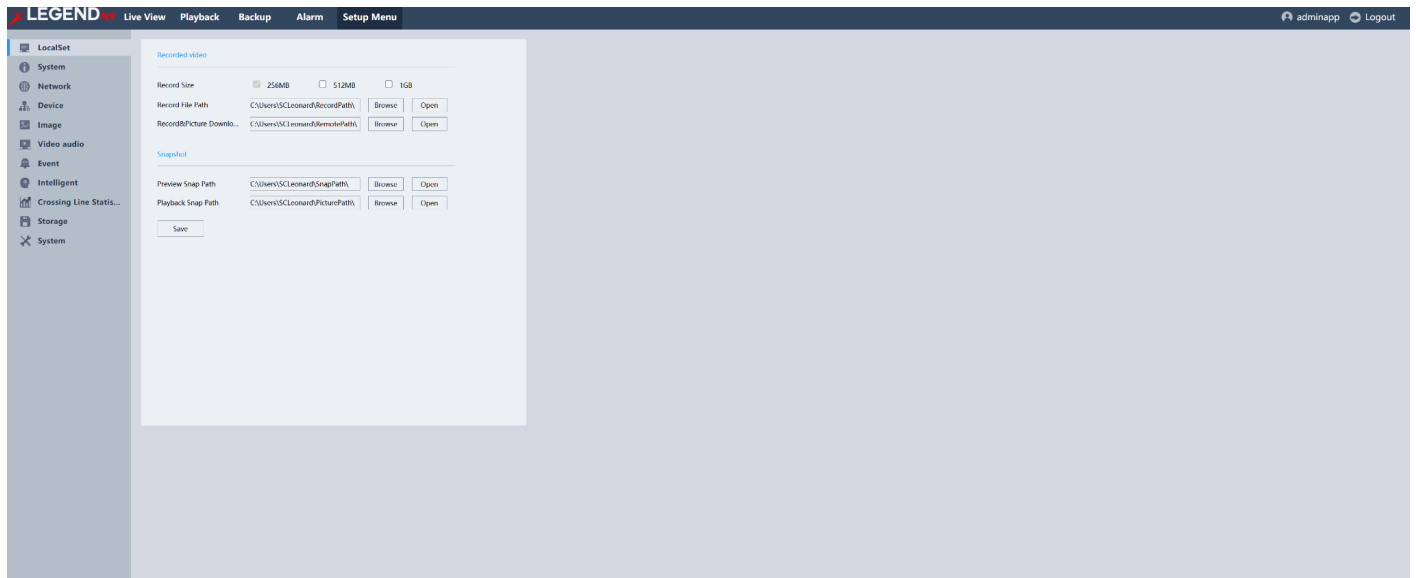 LEGEND Live View Playback Backup Alarm Setup Menu adminapp Logout
LocalSet
System
Network
Device
Image
Video audio
Event
Intelligent
Crossing Line Statis...
Storage
System
Recorded video
Record Size 256MB 512MB 1GB
Record File Path C:\Users\SCLeonard\RecordPath\ Browse Open
Record&Picture Downlo... C:\Users\SCLeonard\RemotePath\ Browse Open
Snapshot
Preview Snap Path C:\Users\SCLeonard\SnapPath\ Browse Open
Playback Snap Path C:\Users\SCLeonard\PicturePath\ Browse Open
Save